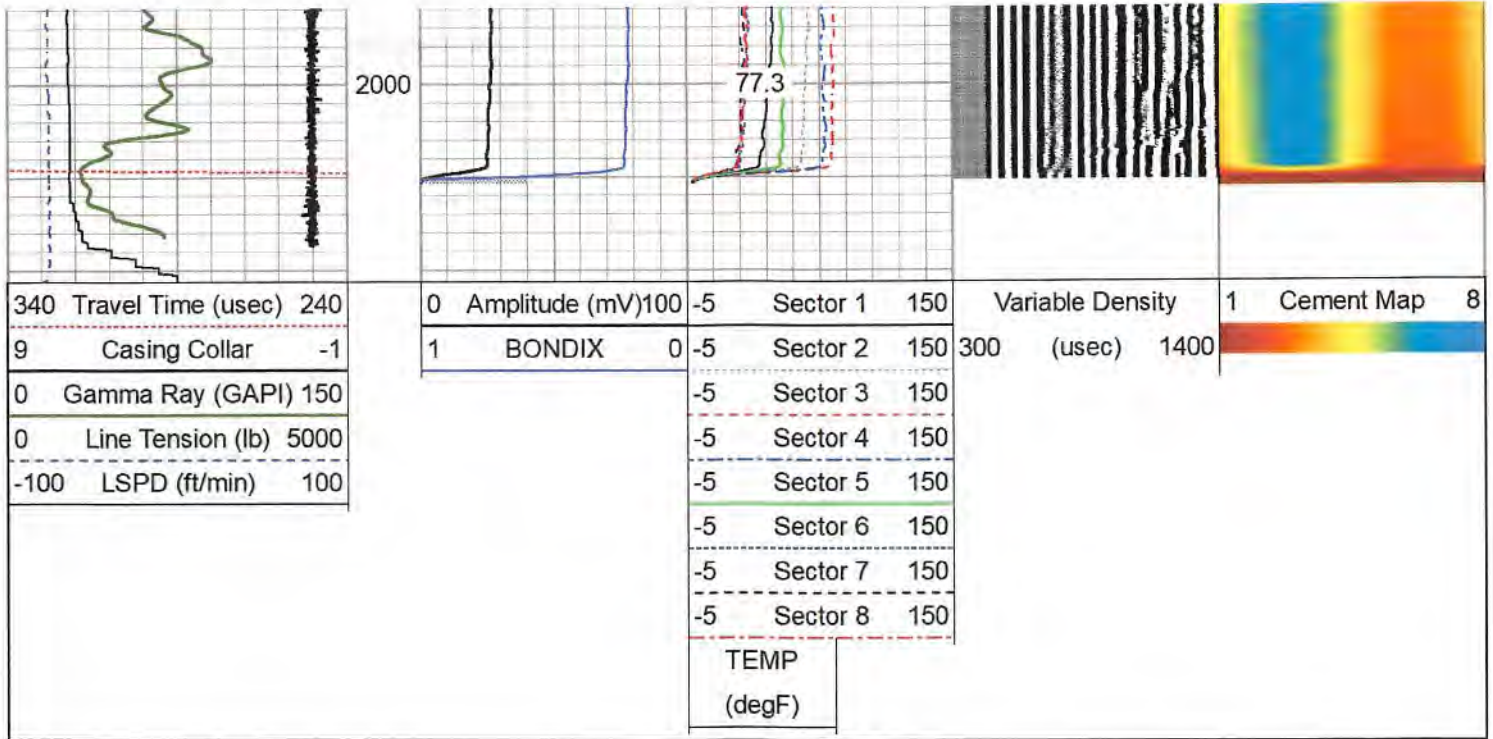 2000
77.3
340 Travel Time (usec) 240
9 Casing Collar -1
0 Gamma Ray (GAPI) 150
0 Line Tension (lb) 5000
-100 LSPD (ft/min) 100
0 Amplitude (mV)100
1 BONDIX 0
-5 Sector 1 150
-5 Sector 2 150
-5 Sector 3 150
-5 Sector 4 150
-5 Sector 5 150
-5 Sector 6 150
-5 Sector 7 150
-5 Sector 8 150
TEMP
(degF)
Variable Density
300 (usec) 1400
1 Cement Map 8